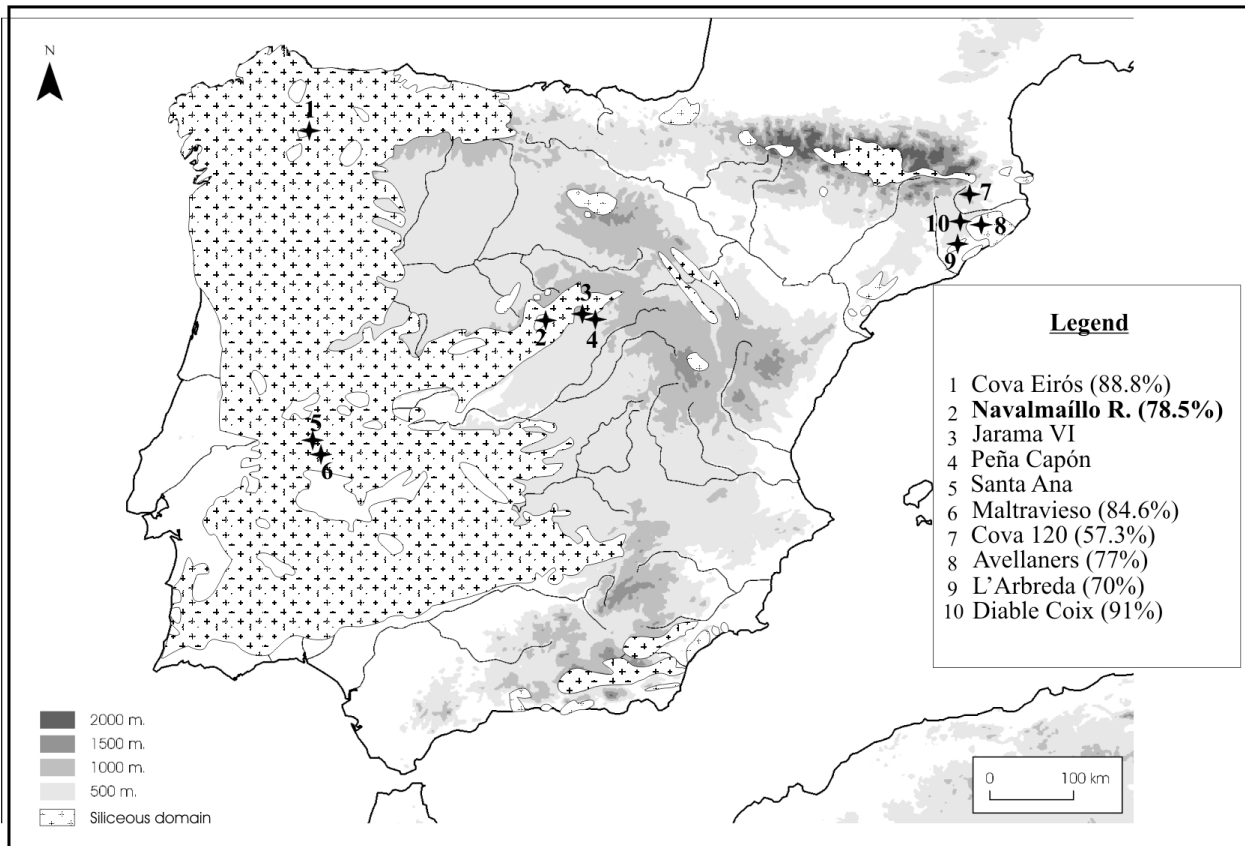 N
1
7
10
8
9
3
2
4
5
6
Legend
1 Cova Eirós (88.8%)
2 Navalmaíllo R. (78.5%)
3 Jarama VI
4 Peña Capón
5 Santa Ana
6 Maltravieso (84.6%)
7 Cova 120 (57.3%)
8 Avellaners (77%)
9 L'Arbreda (70%)
10 Diable Coix (91%)
2000 m.
1500 m.
1000 m.
500 m.
Siliceous domain
0 100 km